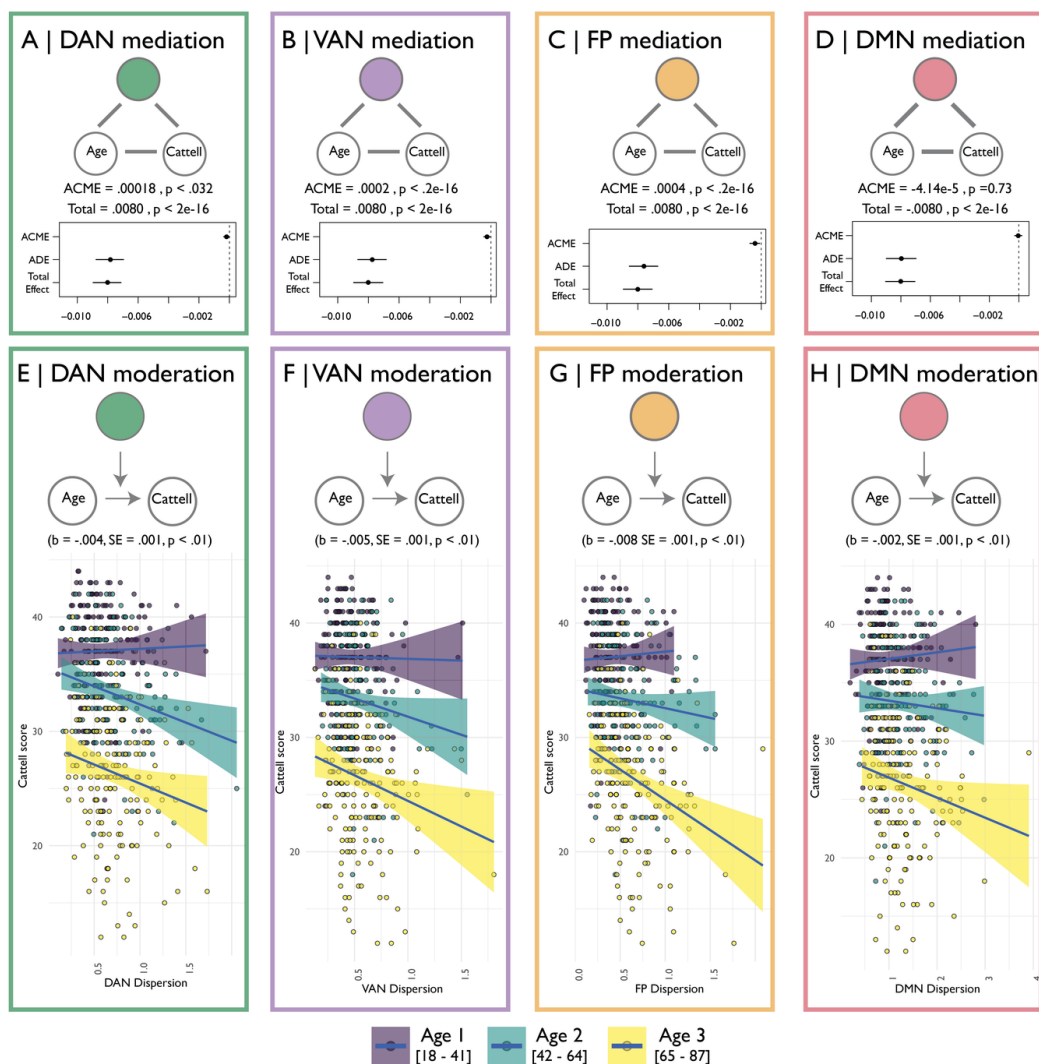 A | DAN mediation
Age
Cattell
ACME = .00018 , p < .032
Total = .0080 , p < 2e-16
ACME
ADE
Total
Effect
−0.010 −0.006 −0.002
B | VAN mediation
Age
Cattell
ACME = .0002 , p < .2e-16
Total = .0080 , p < 2e-16
ACME
ADE
Total
Effect
−0.010 −0.006 −0.002
C | FP mediation
Age
Cattell
ACME = .0004 , p < .2e-16
Total = .0080 , p < 2e-16
ACME
ADE
Total
Effect
−0.010 −0.006 −0.002
D | DMN mediation
Age
Cattell
ACME = -4.14e-5 , p =0.73
Total = -.0080 , p < 2e-16
ACME
ADE
Total
Effect
−0.010 −0.006 −0.002
E | DAN moderation
Age
Cattell
(b = -.004, SE = .001, p < .01)
Cattell score
40
30
20
0.5 1.0 1.5
DAN Dispersion
F | VAN moderation
Age
Cattell
(b = -.005, SE = .001, p < .01)
Cattell score
40
30
20
0.5 1.0 1.5
VAN Dispersion
G | FP moderation
Age
Cattell
(b = -.008 SE = .001, p < .01)
Cattell score
40
30
20
0.0 0.5 1.0 1.5
FP Dispersion
H | DMN moderation
Age
Cattell
(b = -.002, SE = .001, p < .01)
Cattell score
40
30
20
1 2 3 4
DMN Dispersion
Age 1
[18 - 41]
Age 2
[42 - 64]
Age 3
[65 - 87]